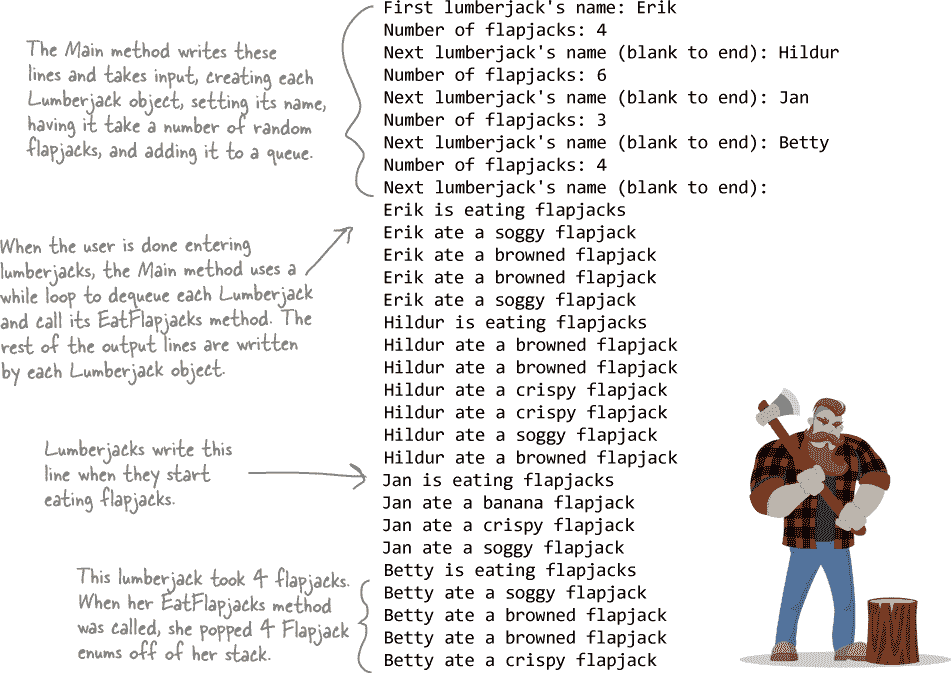 First lumberjack's name: Erik
Number of flapjacks: 4
Next lumberjack's name (blank to end): Hildur
Number of flapjacks: 6
Next lumberjack's name (blank to end): Jan
Number of flapjacks: 3
Next lumberjack's name (blank to end): Betty
Number of flapjacks: 4
Next lumberjack's name (blank to end):
Erik is eating flapjacks
Erik ate a soggy flapjack
Erik ate a browned flapjack
Erik ate a browned flapjack
Erik ate a soggy flapjack
Hildur is eating flapjacks
Hildur ate a browned flapjack
Hildur ate a browned flapjack
Hildur ate a crispy flapjack
Hildur ate a crispy flapjack
Hildur ate a soggy flapjack
Hildur ate a browned flapjack
Jan is eating flapjacks
Jan ate a banana flapjack
Jan ate a crispy flapjack
Jan ate a soggy flapjack
Betty is eating flapjacks
Betty ate a soggy flapjack
Betty ate a browned flapjack
Betty ate a browned flapjack
Betty ate a crispy flapjack
The Main method writes these
lines and takes input, creating each
Lumberjack object, setting its name,
having it take a number of random
flapjacks, and adding it to a queue.
When the user is done entering
lumberjacks, the Main method uses a
while loop to dequeue each Lumberjack
and call its EatFlapjacks method. The
rest of the output lines are written
by each Lumberjack object.
Lumberjacks write this
line when they start
eating flapjacks.
This lumberjack took 4 flapjacks.
When her EatFlapjacks method
was called, she popped 4 Flapjack
enums off of her stack.